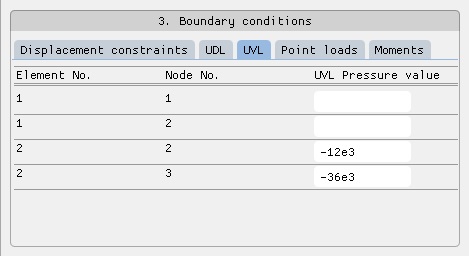 3. Boundary conditions
Displacement constraints UDL UVL Point loads Moments
Element No. Node No. UVL Pressure value
1 1
1 2
2 2 -12e3
2 3 -36e3